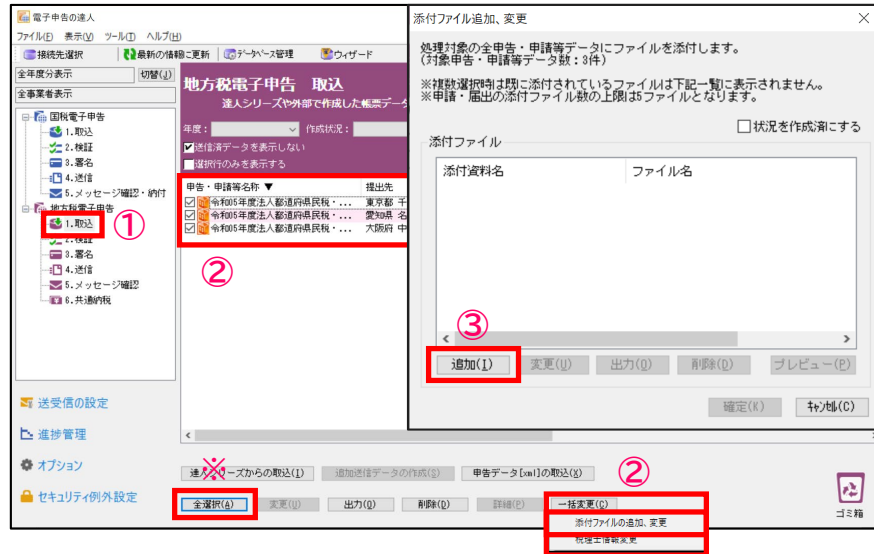 電子申告の達人
ファイル(F) 表示(V) ツール(T) ヘルプ(H)
接続先選択 最新の情報に更新 データベース管理 ウィザード
全年度分表示 切替(J)
全事業者表示
国税電子申告
1.取込
2.検証
3.署名
4.送信
5.メッセージ確認・納付
地方税電子申告
1.取込
2.検証
3.署名
4.送信
5.メッセージ確認
6.共通納税
①
送受信の設定
進捗管理
オプション
セキュリティ例外設定
地方税電子申告 取込
達人シリーズや外部で作成した帳票データ
年度: 作成状況:
送信済データを表示しない
選択行のみを表示する
申告・申請等名称 ▼ 提出先
令和05年度法人都道府県民税・... 東京都 千
令和05年度法人都道府県民税・... 愛知県 名
令和05年度法人都道府県民税・... 大阪府 中
②
※
達人シリーズからの取込(I) 追加送信データの作成(S) 申告データ[xml]の取込(X)
②
全選択(A) 変更(U) 出力(O) 削除(D) 詳細(P) 一括変更(C)
添付ファイルの追加、変更
税理士情報変更
ゴミ箱
添付ファイル追加、変更
処理対象の全申告・申請等データにファイルを添付します。
(対象申告・申請等データ数:3件)
※複数選択時は既に添付されているファイルは下記一覧に表示されません。
※申請・届出の添付ファイル数の上限は5ファイルとなります。
状況を作成済にする
添付ファイル
添付資料名 ファイル名
③
追加(I) 変更(U) 出力(O) 削除(D) プレビュー(P)
確定(K) キャンセル(C)